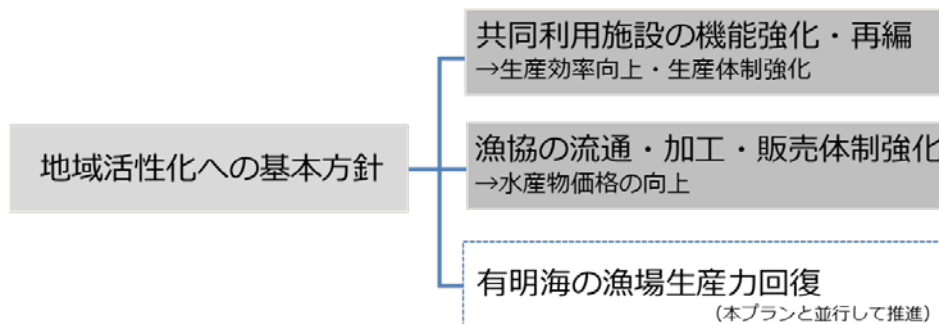 地域活性化への基本方針
共同利用施設の機能強化・再編
→生産効率向上・生産体制強化
漁協の流通・加工・販売体制強化
→水産物価格の向上
有明海の漁場生産力回復
（本プランと並行して推進）